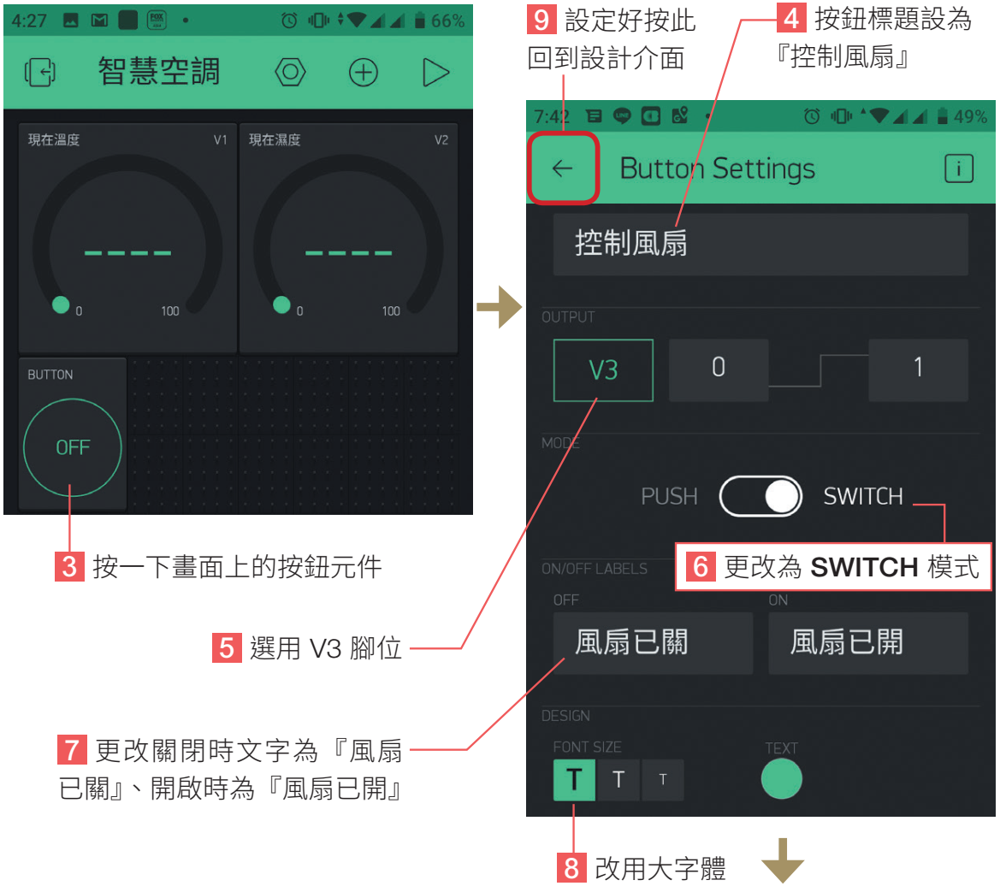 4:27
FOX
66%
智慧空調
現在溫度 V1
0 100
現在濕度 V2
0 100
BUTTON
OFF
3 按一下畫面上的按鈕元件
5 選用 V3 腳位
7 更改關閉時文字為『風扇
已關』、開啟時為『風扇已開』
9 設定好按此
回到設計介面
4 按鈕標題設為
『控制風扇』
7:42
LINE
49%
Button Settings
i
控制風扇
OUTPUT
V3 0 1
MODE
PUSH SWITCH
6 更改為 SWITCH 模式
ON/OFF LABELS
OFF ON
風扇已關 風扇已開
DESIGN
FONT SIZE TEXT
T T T
8 改用大字體